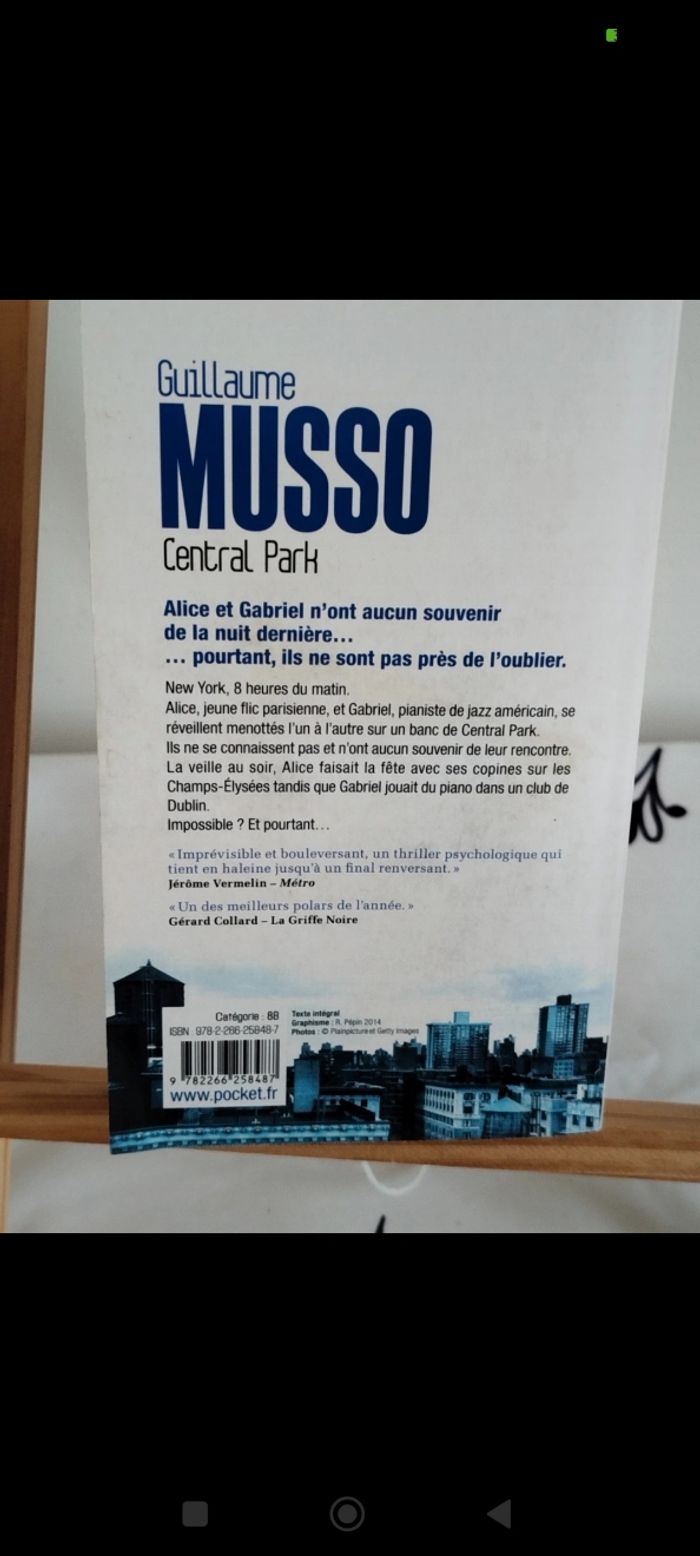 Guillaume
MUSSO
Central Park
Alice et Gabriel n'ont aucun souvenir
de la nuit dernière...
... pourtant, ils ne sont pas près de l'oublier.
New York, 8 heures du matin.
Alice, jeune flic parisienne, et Gabriel, pianiste de jazz américain, se
réveillent menottés l'un à l'autre sur un banc de Central Park.
Ils ne se connaissent pas et n'ont aucun souvenir de leur rencontre.
La veille au soir, Alice faisait la fête avec ses copines sur les
Champs-Élysées tandis que Gabriel jouait du piano dans un club de
Dublin.
Impossible ? Et pourtant...
« Imprévisible et bouleversant, un thriller psychologique qui
tient en haleine jusqu'à un final renversant. »
Jérôme Vermelin – Métro
« Un des meilleurs polars de l'année. »
Gérard Collard – La Griffe Noire
Catégorie : 8B
ISBN 978-2-266-25848-7
9 782266 258487
www.pocket.fr
Texte intégral
Graphisme : R. Pépin 2014
Photos : © Plainpicture et Getty Images